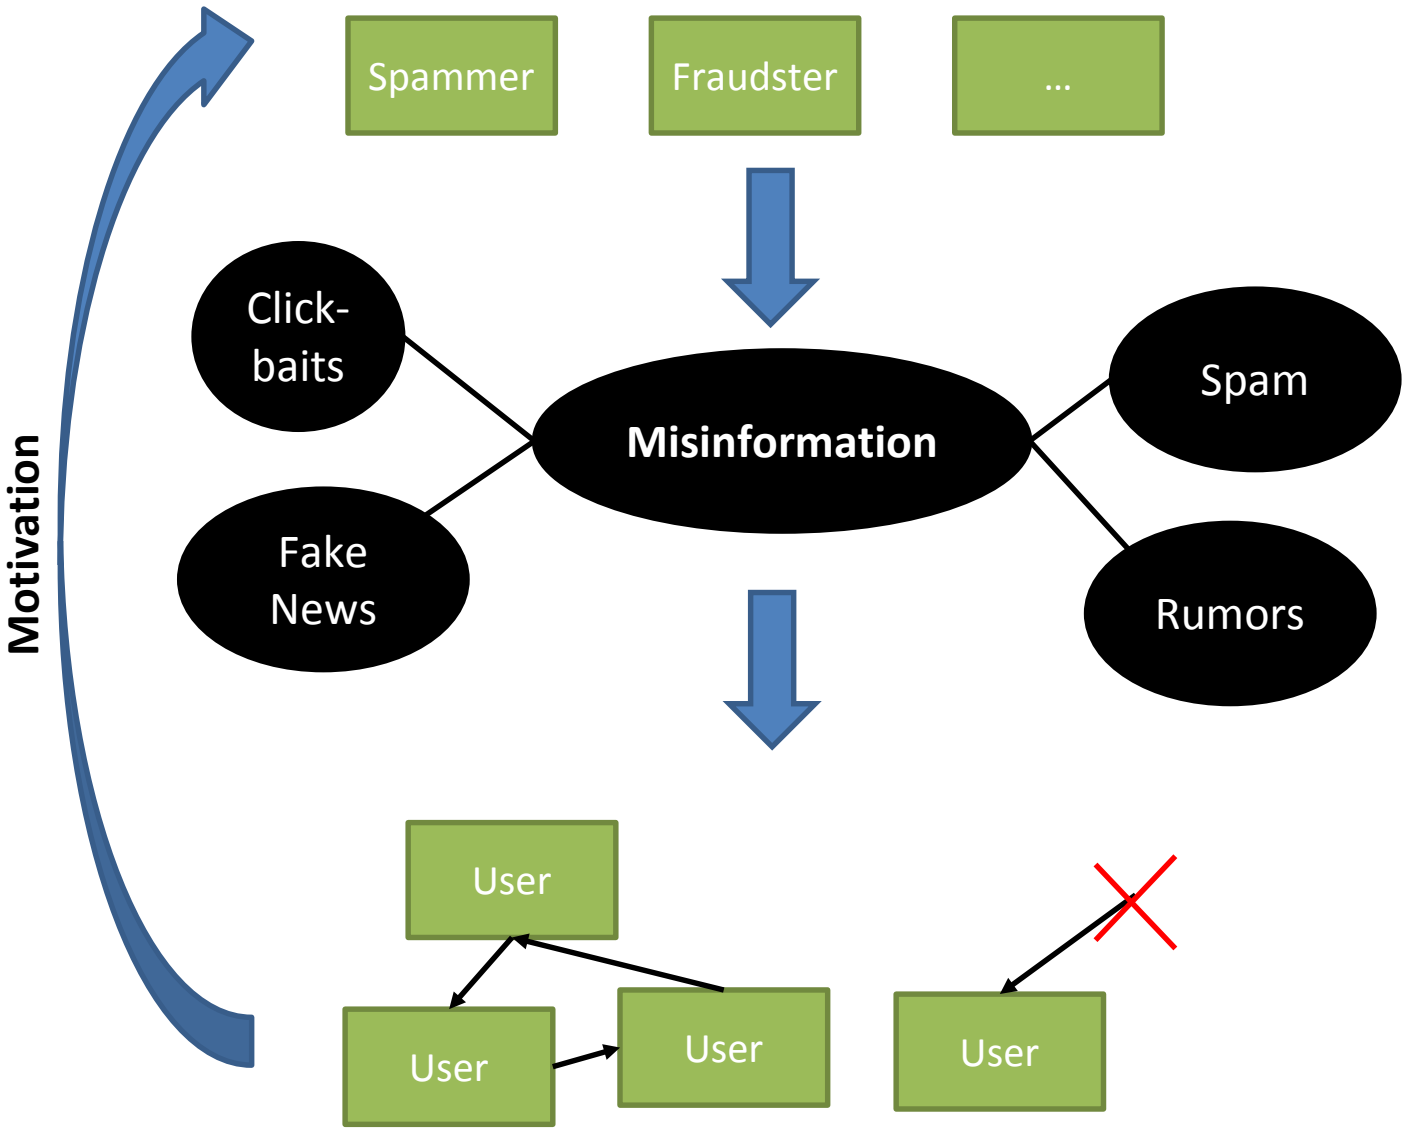 Spammer
Fraudster
...
Click-
baits
Misinformation
Spam
Fake
News
Rumors
Motivation
User
User
User
User